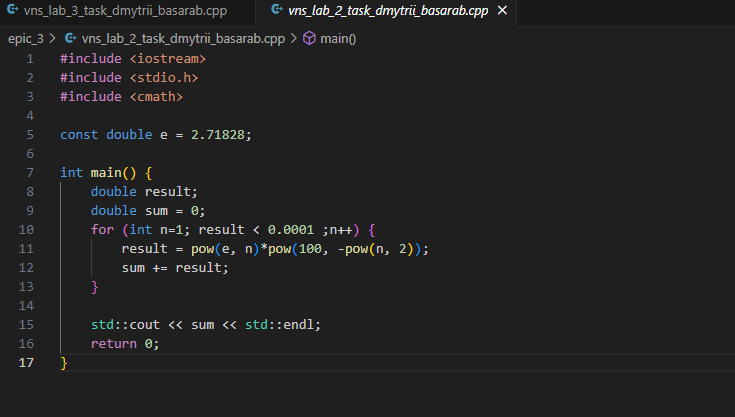 vns_lab_3_task_dmytrii_basarab.cpp vns_lab_2_task_dmytrii_basarab.cpp
epic_3 > vns_lab_2_task_dmytrii_basarab.cpp > main()
1 #include <iostream>
2 #include <stdio.h>
3 #include <cmath>
4
5 const double e = 2.71828;
6
7 int main() {
8     double result;
9     double sum = 0;
10     for (int n=1; result < 0.0001 ;n++) {
11         result = pow(e, n)*pow(100, -pow(n, 2));
12         sum += result;
13     }
14
15     std::cout << sum << std::endl;
16     return 0;
17 }